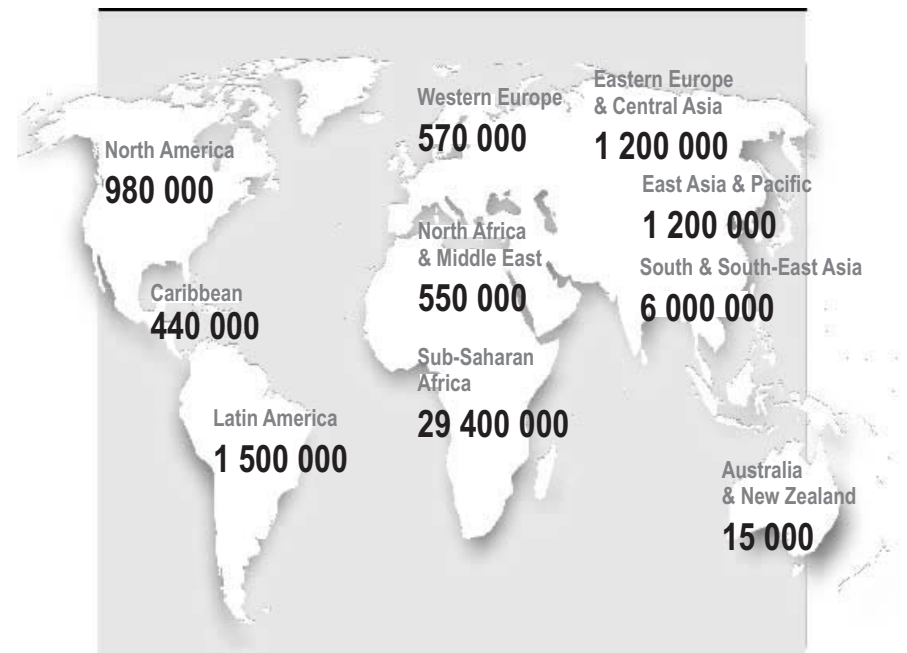 North America
980 000
Caribbean
440 000
Latin America
1 500 000
Western Europe
570 000
North Africa
& Middle East
550 000
Sub-Saharan
Africa
29 400 000
Eastern Europe
& Central Asia
1 200 000
East Asia & Pacific
1 200 000
South & South-East Asia
6 000 000
Australia
& New Zealand
15 000